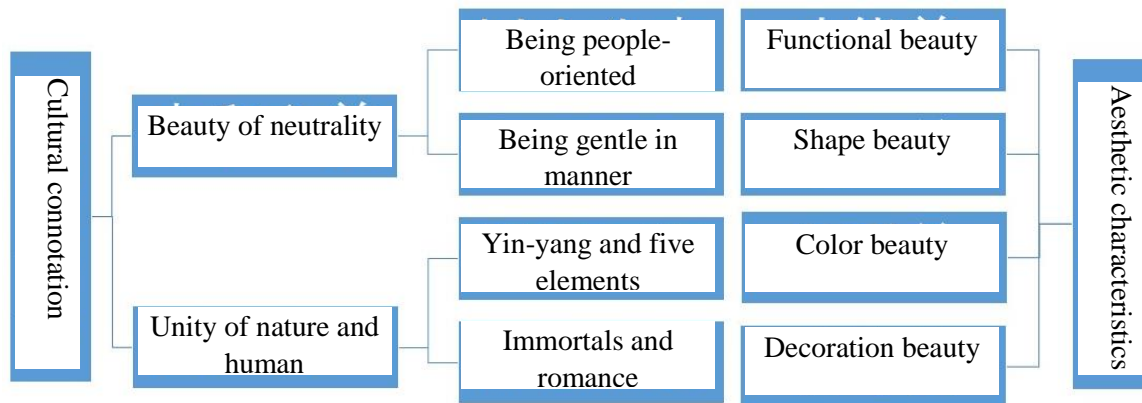 Cultural connotation
Beauty of neutrality
Unity of nature and
human
Being people-
oriented
Being gentle in
manner
Yin-yang and five
elements
Immortals and
romance
Functional beauty
Shape beauty
Color beauty
Decoration beauty
Aesthetic characteristics